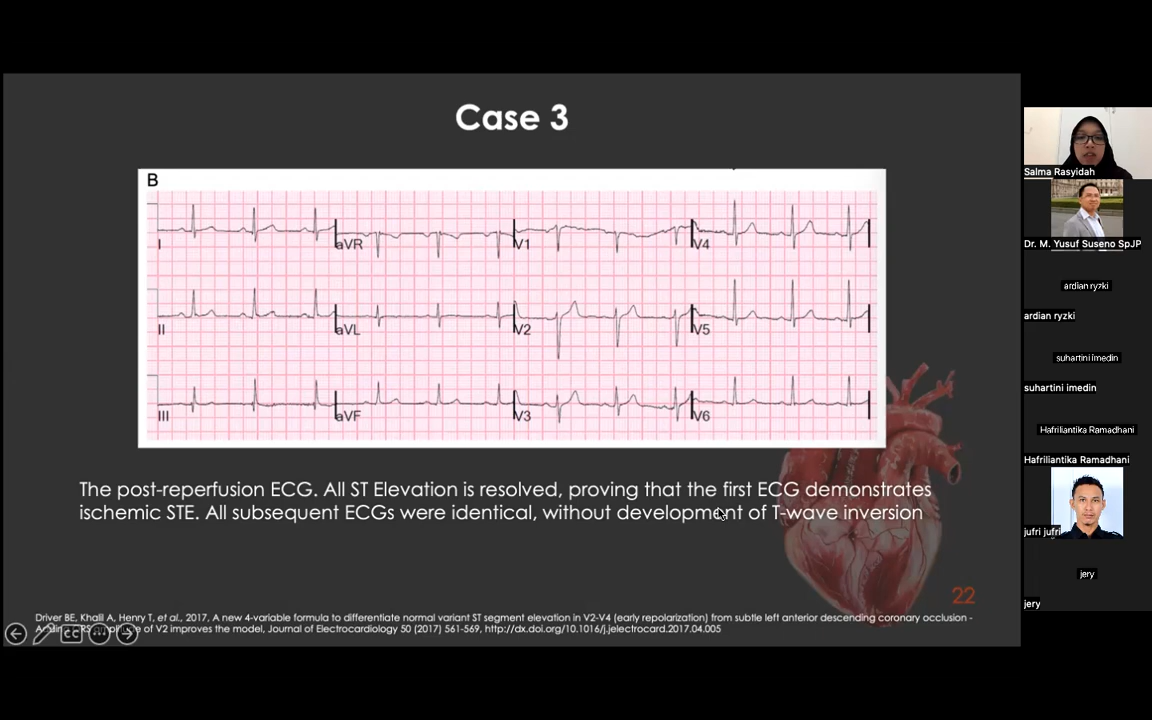 Case 3
B
I
aVR
V1
V4
II
aVL
V2
V5
III
aVF
V3
V6
The post-reperfusion ECG. All ST Elevation is resolved, proving that the first ECG demonstrates
ischemic STE. All subsequent ECGs were identical, without development of T-wave inversion
22
Driver BE, Khalil A, Henry T, et al., 2017. A new 4-variable formula to differentiate normal variant ST segment elevation in V2-V4 (early repolarization) from subtle left anterior descending coronary occlusion -
of V2 improves the model, Journal of Electrocardiology 50 (2017) 561-569, http://dx.doi.org/10.1016/j.jelectrocard.2017.04.005
CC
Salma Rasyidah
Dr. M. Yusuf Suseno SpJP
ardian ryzki
ardian ryzki
suhartini imedin
suhartini imedin
Hafriliantika Ramadhani
Hafriliantika Ramadhani
jufri jufri
jery
jery